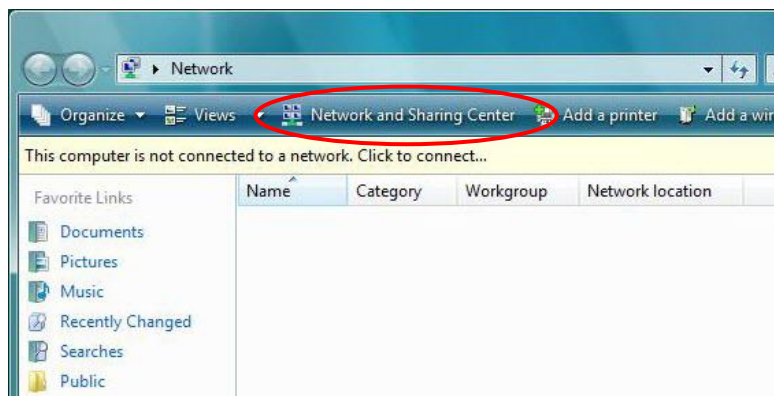 Network
Organize Views Network and Sharing Center Add a printer Add a wir
This computer is not connected to a network. Click to connect...
Favorite Links Name Category Workgroup Network location
Documents
Pictures
Music
Recently Changed
Searches
Public